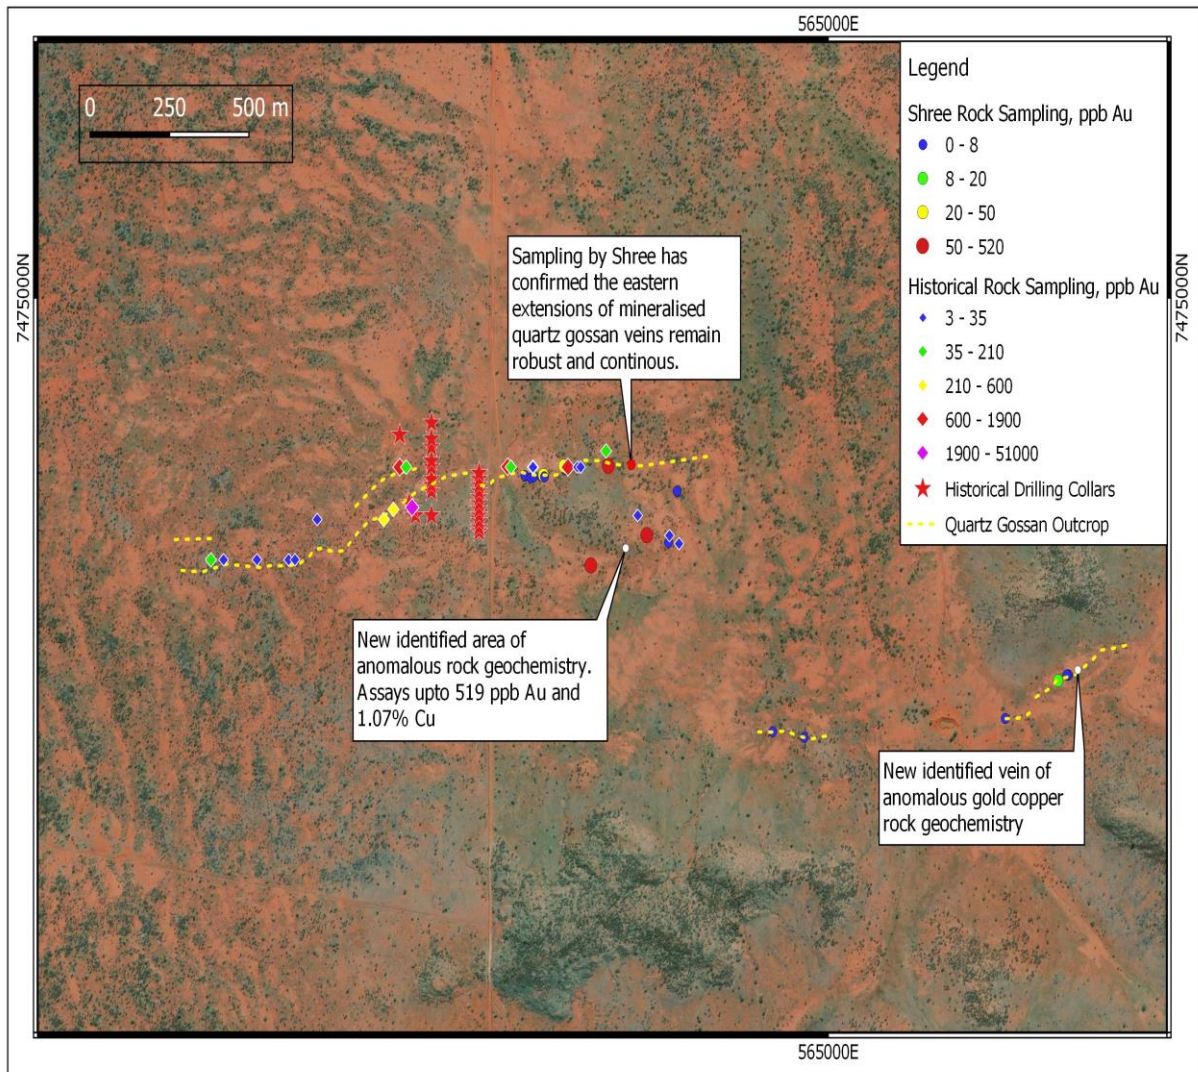 565000E
0 250 500 m
Legend
Shree Rock Sampling, ppb Au
0 - 8
8 - 20
20 - 50
50 - 520
Historical Rock Sampling, ppb Au
3 - 35
35 - 210
210 - 600
600 - 1900
1900 - 51000
Historical Drilling Collars
Quartz Gossan Outcrop
7475000N
7475000N
Sampling by Shree has
confirmed the eastern
extensions of mineralised
quartz gossan veins remain
robust and continous.
New identified area of
anomalous rock geochemistry.
Assays upto 519 ppb Au and
1.07% Cu
New identified vein of
anomalous gold copper
rock geochemistry
565000E